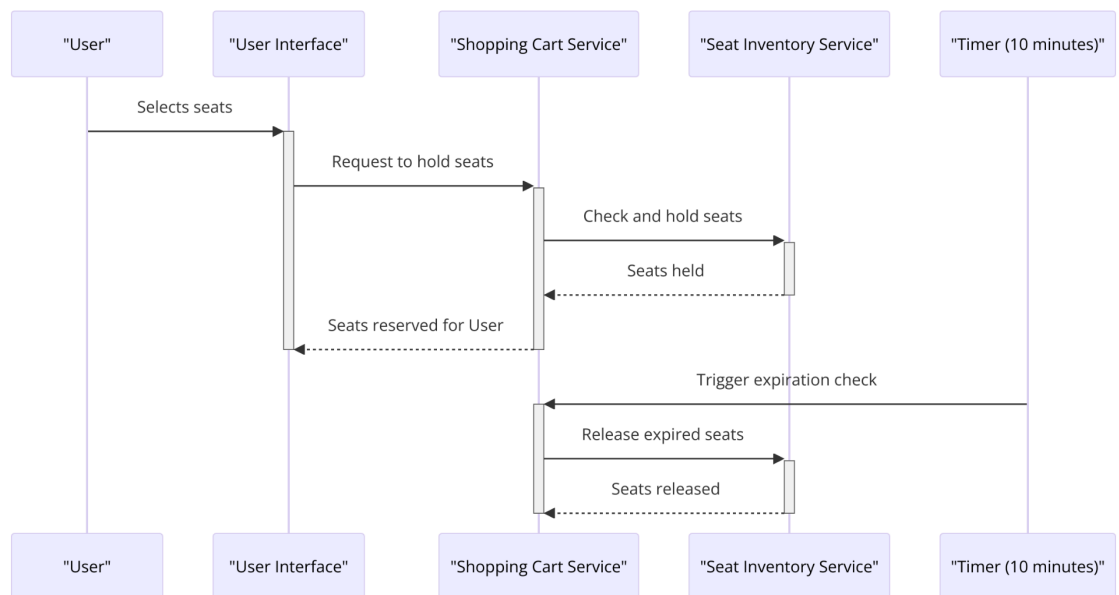 "User"
"User Interface"
"Shopping Cart Service"
"Seat Inventory Service"
"Timer (10 minutes)"
Selects seats
Request to hold seats
Check and hold seats
Seats held
Seats reserved for User
Trigger expiration check
Release expired seats
Seats released
"User"
"User Interface"
"Shopping Cart Service"
"Seat Inventory Service"
"Timer (10 minutes)"